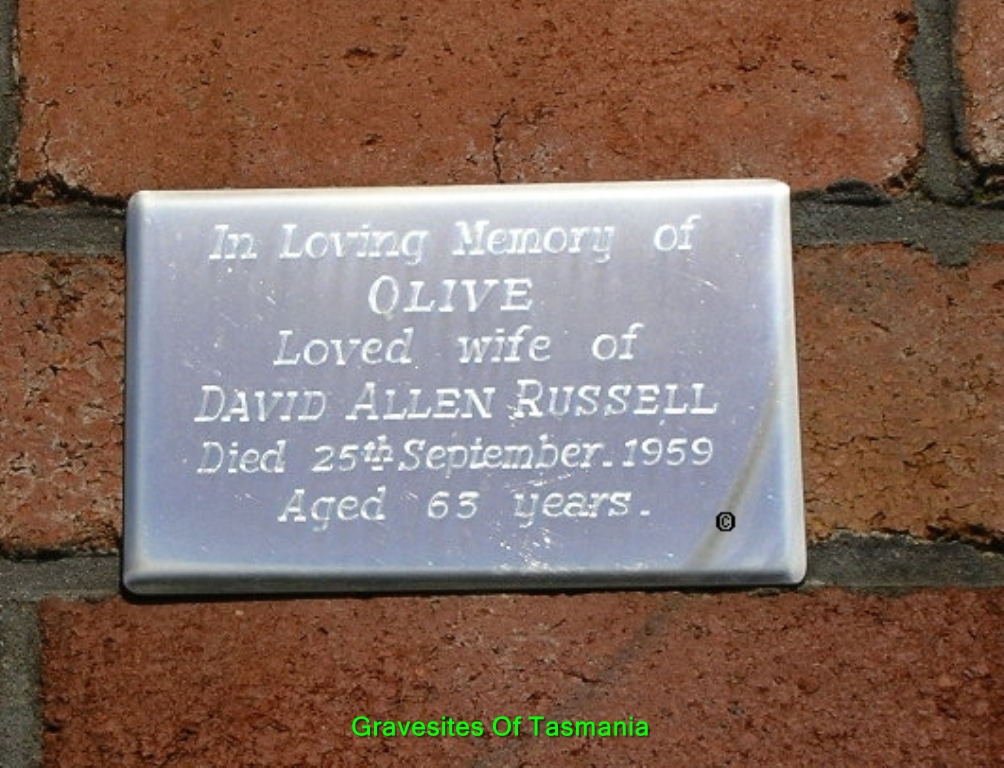 In Loving Memory of
OLIVE
Loved wife of
DAVID ALLEN RUSSELL
Died 25th September.1959
Aged 63 years.
©
Gravesites Of Tasmania